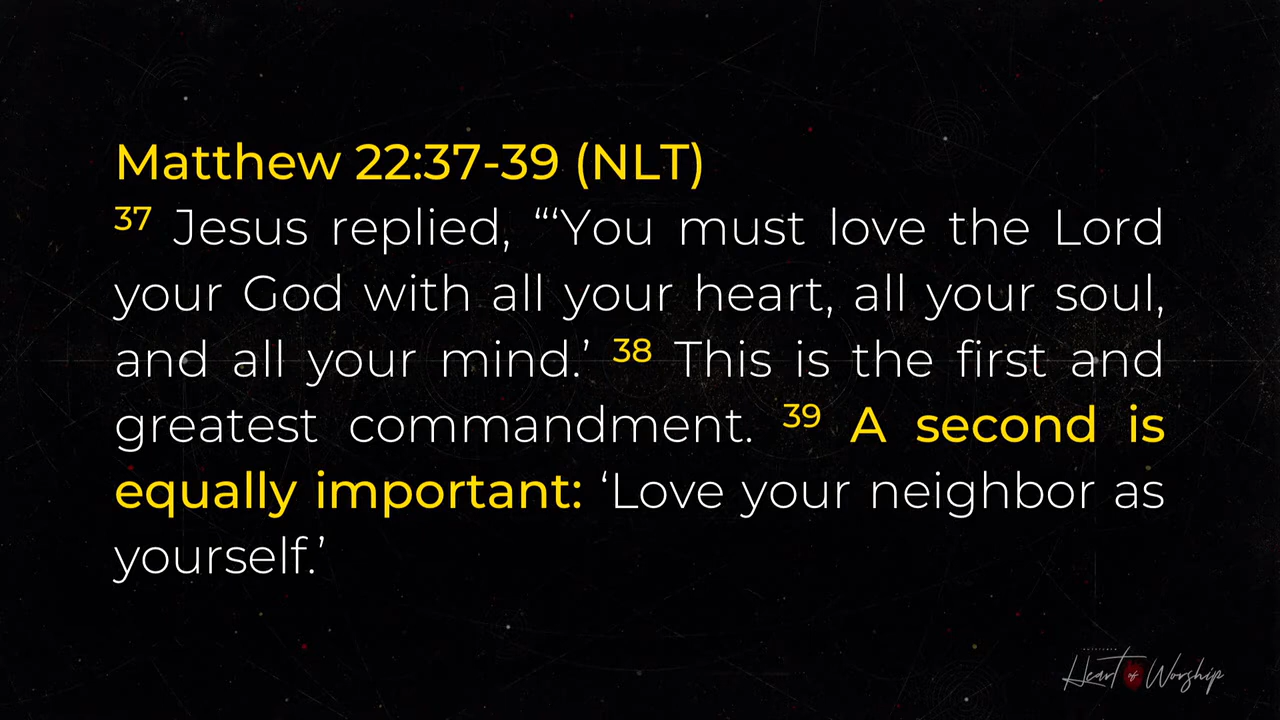 Matthew 22:37-39 (NLT)
37 Jesus replied, “‘You must love the Lord
your God with all your heart, all your soul,
and all your mind.’ 38 This is the first and
greatest commandment. 39 A second is
equally important: ‘Love your neighbor as
yourself.’
Heart of Worship